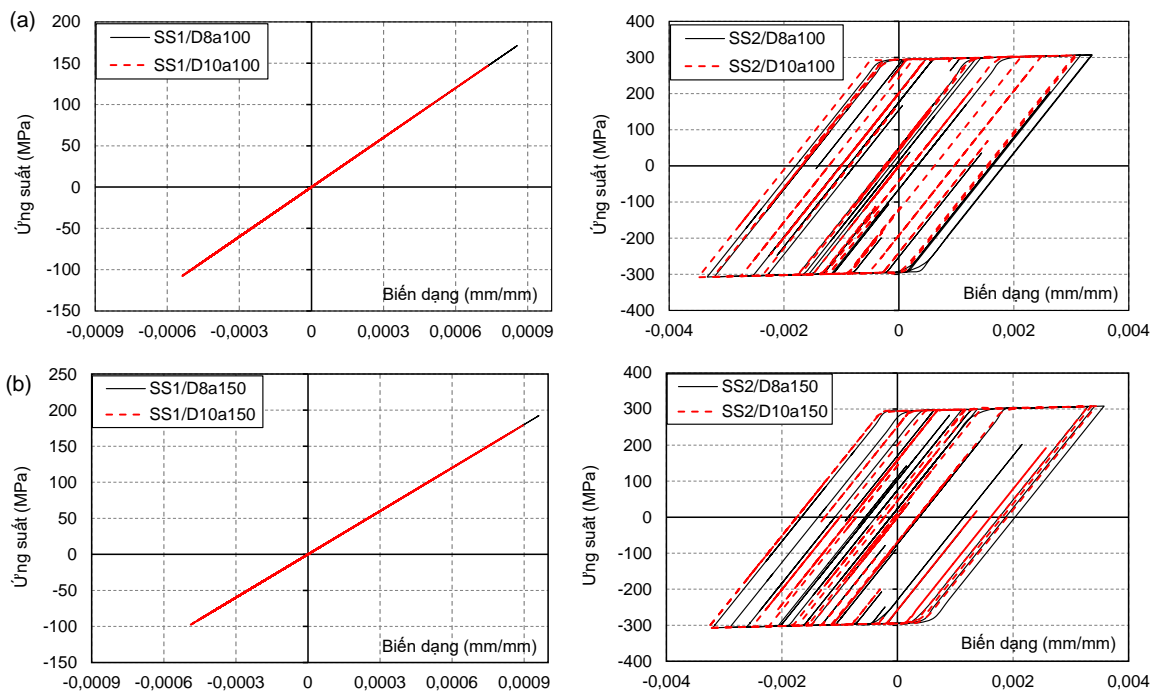 (a)
200
150
100
50
0
-50
-100
-150
Ứng suất (MPa)
SS1/D8a100
SS1/D10a100
Biến dạng (mm/mm)
-0,0009 -0,0006 -0,0003 0 0,0003 0,0006 0,0009
400
300
200
100
0
-100
-200
-300
-400
Ứng suất (MPa)
SS2/D8a100
SS2/D10a100
Biến dạng (mm/mm)
-0,004 -0,002 0 0,002 0,004
(b)
250
200
150
100
50
0
-50
-100
-150
Ứng suất (MPa)
SS1/D8a150
SS1/D10a150
Biến dạng (mm/mm)
-0,0009 -0,0006 -0,0003 0 0,0003 0,0006 0,0009
400
300
200
100
0
-100
-200
-300
-400
Ưng suất (MPa)
SS2/D8a150
SS2/D10a150
Biến dạng (mm/mm)
-0,004 -0,002 0 0,002 0,004